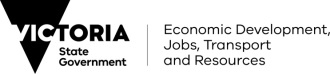 VICTORIA
State
Government
Economic Development,
Jobs, Transport
and Resources